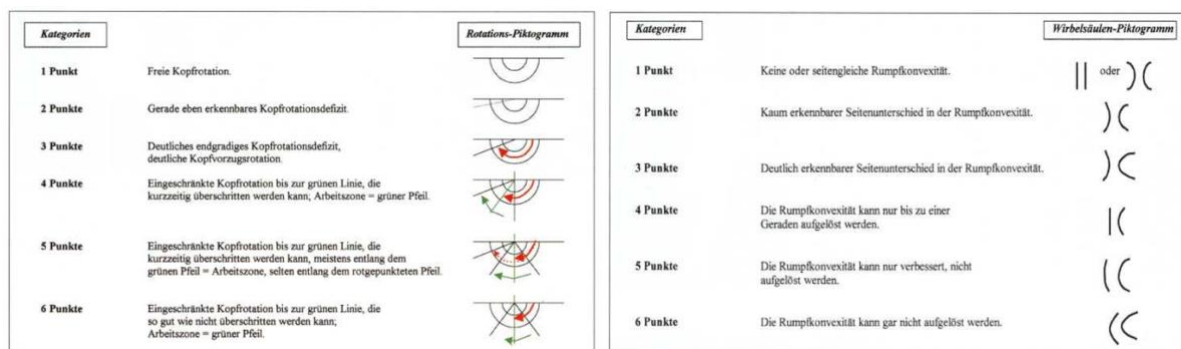 Kategorien Rotations-Piktogramm
1 Punkt Freie Kopfrotation.
2 Punkte Gerade eben erkennbares Kopfrotationsdefizit.
3 Punkte Deutliches endgradiges Kopfrotationsdefizit,
deutliche Kopfvorzugsrotation.
4 Punkte Eingeschränkte Kopfrotation bis zur grünen Linie, die
kurzzeitig überschritten werden kann; Arbeitszone = grüner Pfeil.
5 Punkte Eingeschränkte Kopfrotation bis zur grünen Linie, die
kurzzeitig überschritten werden kann, meistens entlang dem
grünen Pfeil = Arbeitszone, selten entlang dem rotgepunkteten Pfeil.
6 Punkte Eingeschränkte Kopfrotation bis zur grünen Linie, die
so gut wie nicht überschritten werden kann;
Arbeitszone = grüner Pfeil.
Kategorien Wirbelsäulen-Piktogramm
1 Punkt Keine oder seitengleiche Rumpfkonvexität. oder
2 Punkte Kaum erkennbarer Seitenunterschied in der Rumpfkonvexität.
3 Punkte Deutlich erkennbarer Seitenunterschied in der Rumpfkonvexität.
4 Punkte Die Rumpfkonvexität kann nur bis zu einer
Geraden aufgelöst werden.
5 Punkte Die Rumpfkonvexität kann nur verbessert, nicht
aufgelöst werden.
6 Punkte Die Rumpfkonvexität kann gar nicht aufgelöst werden.